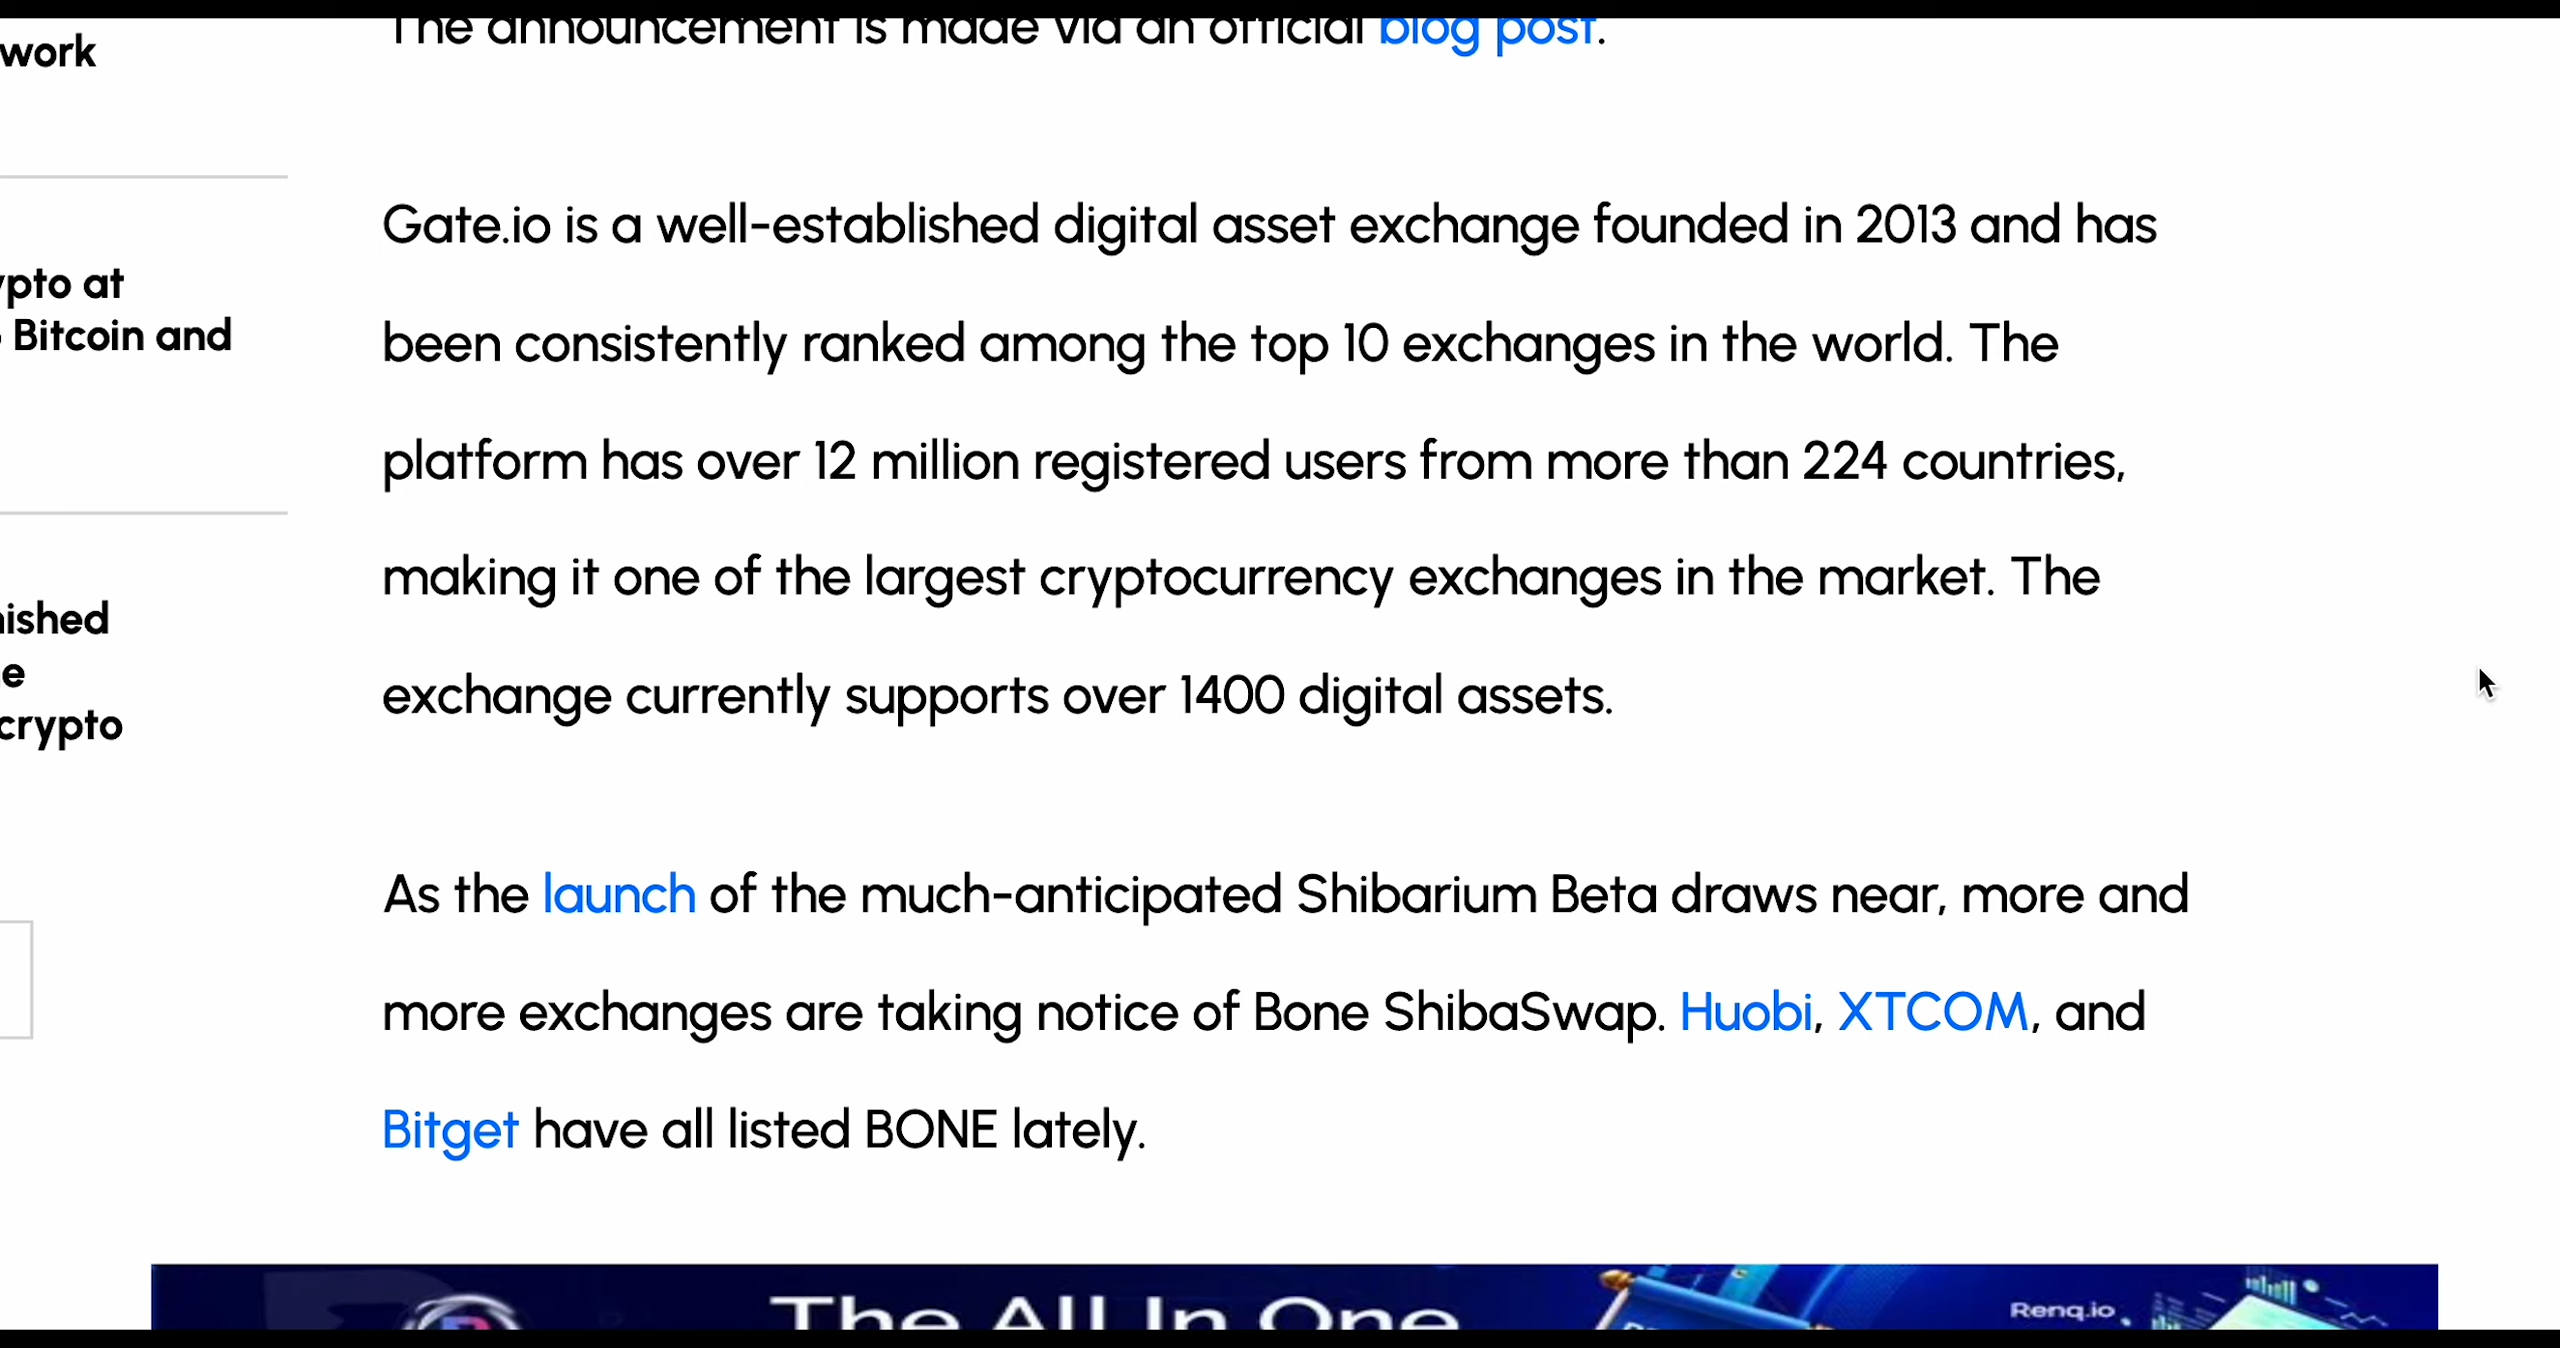 The announcement is made via an official blog post.
work
Gate.io is a well-established digital asset exchange founded in 2013 and has
been consistently ranked among the top 10 exchanges in the world. The
platform has over 12 million registered users from more than 224 countries,
making it one of the largest cryptocurrency exchanges in the market. The
exchange currently supports over 1400 digital assets.
ypto at
Bitcoin and
ished
e
crypto
As the launch of the much-anticipated Shibarium Beta draws near, more and
more exchanges are taking notice of Bone ShibaSwap. Huobi, XTCOM, and
Bitget have all listed BONE lately.
The All In One
Renq.io